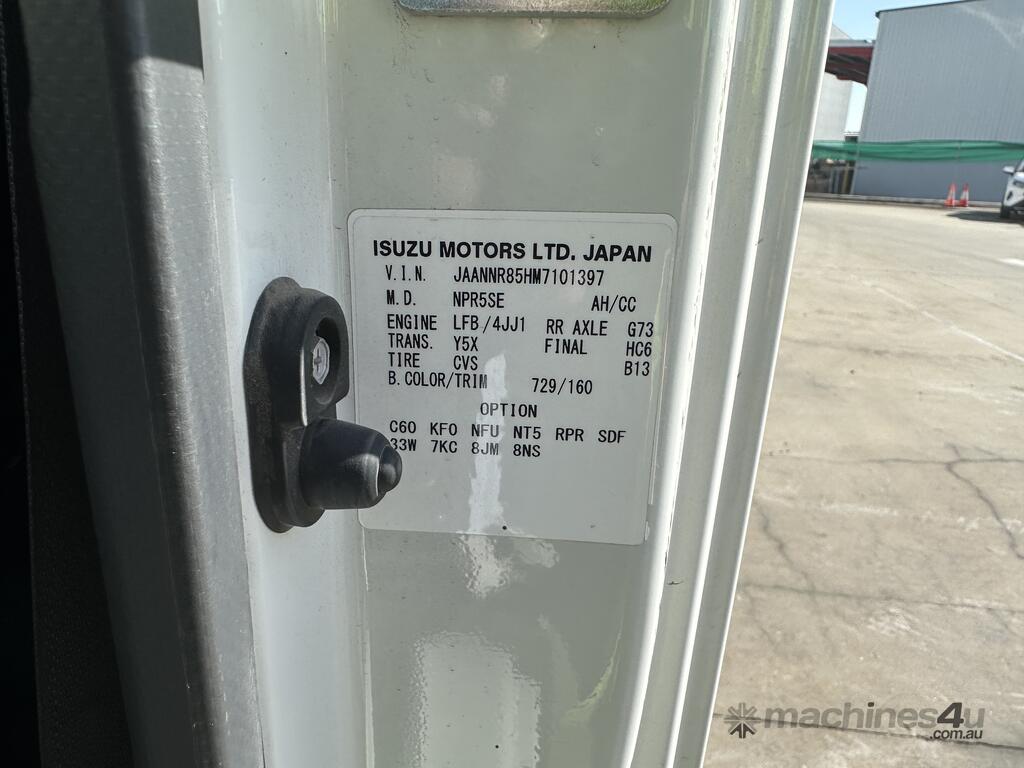 ISUZU MOTORS LTD. JAPAN
V.I.N. JAANNR85HM7101397
M.D. NPR5SE AH/CC
ENGINE LFB/4JJ1 RR AXLE G73
TRANS. Y5X FINAL HC6
TIRE CVS B13
B.COLOR/TRIM 729/160
OPTION
C60 KF0 NFU NT5 RPR SDF
33W 7KC 8JM 8NS
machines4u
.com.au